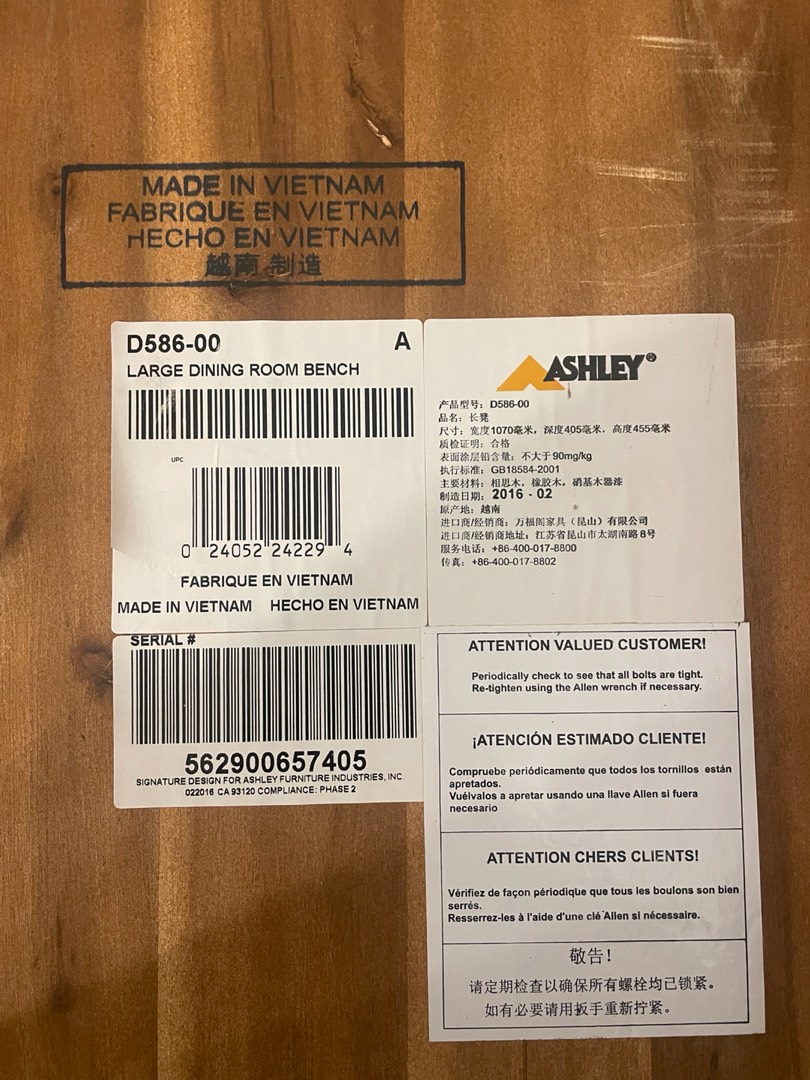 MADE IN VIETNAM
FABRIQUE EN VIETNAM
HECHO EN VIETNAM
越南 制造
D586-00 A
LARGE DINING ROOM BENCH
UPC
0 24052 24229 4
FABRIQUE EN VIETNAM
MADE IN VIETNAM HECHO EN VIETNAM
ASHLEY®
产品型号：D586-00
品名：长凳
尺寸：宽度1070毫米，深度405毫米，高度455毫米
质检证明：合格
表面涂层铅含量：不大于90mg/kg
执行标准：GB18584-2001
主要材料：相思木，橡胶木，硝基木器漆
制造日期：2016 - 02
原产地：越南
进口商/经销商：万福阁家具（昆山）有限公司
进口商/经销商地址：江苏省昆山市太湖南路8号
服务电话：+86-400-017-8800
传真：+86-400-017-8802
SERIAL #
562900657405
SIGNATURE DESIGN FOR ASHLEY FURNITURE INDUSTRIES, INC.
022016 CA 93120 COMPLIANCE: PHASE 2
ATTENTION VALUED CUSTOMER!
Periodically check to see that all bolts are tight.
Re-tighten using the Allen wrench if necessary.
¡ATENCIÓN ESTIMADO CLIENTE!
Compruebe periódicamente que todos los tornillos están
apretados.
Vuélvalos a apretar usando una llave Allen si fuera
necesario
ATTENTION CHERS CLIENTS!
Vérifiez de façon périodique que tous les boulons son bien
serrés.
Resserrez-les à l'aide d'une clé Allen si nécessaire.
敬告！
请定期检查以确保所有螺栓均已锁紧。
如有必要请用扳手重新拧紧。